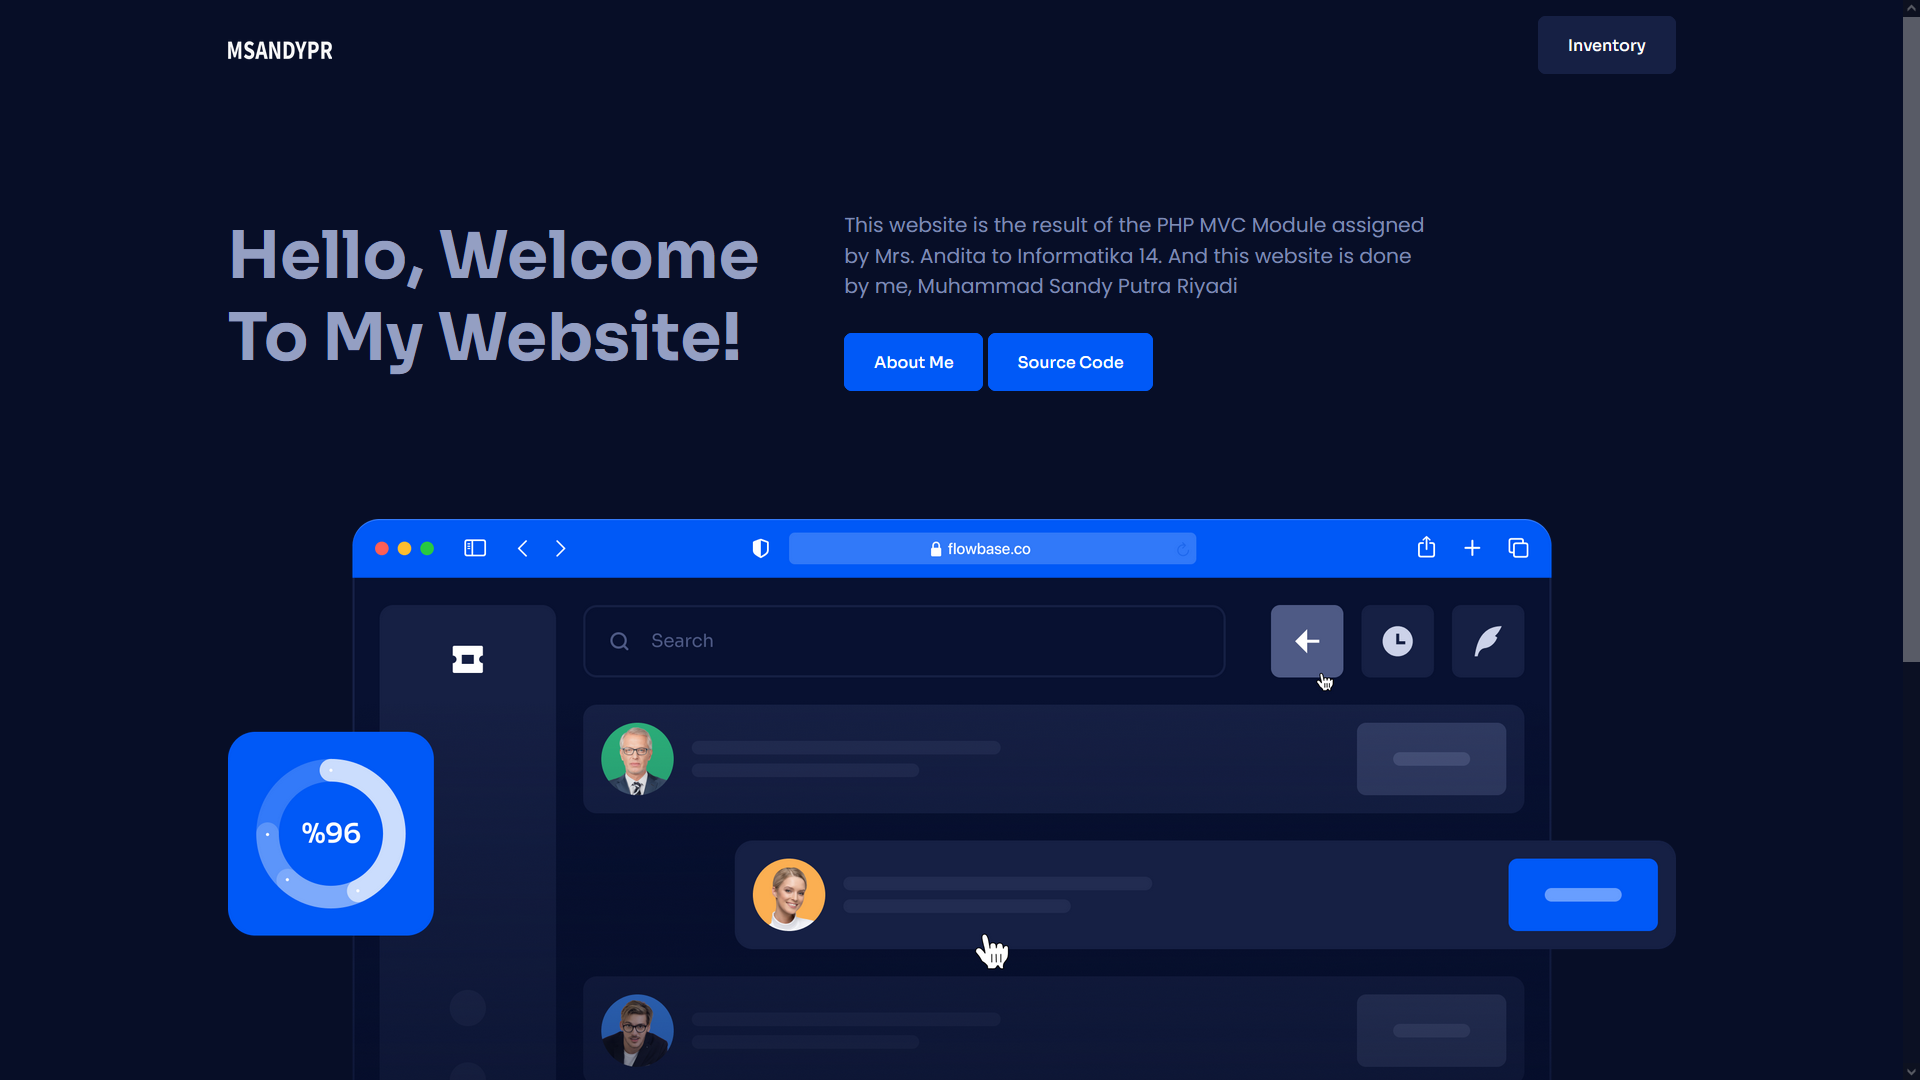 MSANDYPR
Inventory
Hello, Welcome
To My Website!
This website is the result of the PHP MVC Module assigned
by Mrs. Andita to Informatika 14. And this website is done
by me, Muhammad Sandy Putra Riyadi
About Me
Source Code
flowbase.co
Search
%96